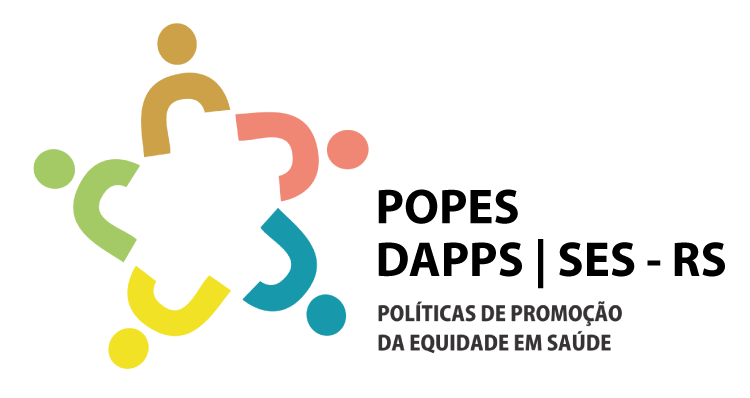 POPES
DAPPS | SES - RS
POLÍTICAS DE PROMOÇÃO
DA EQUIDADE EM SAÚDE